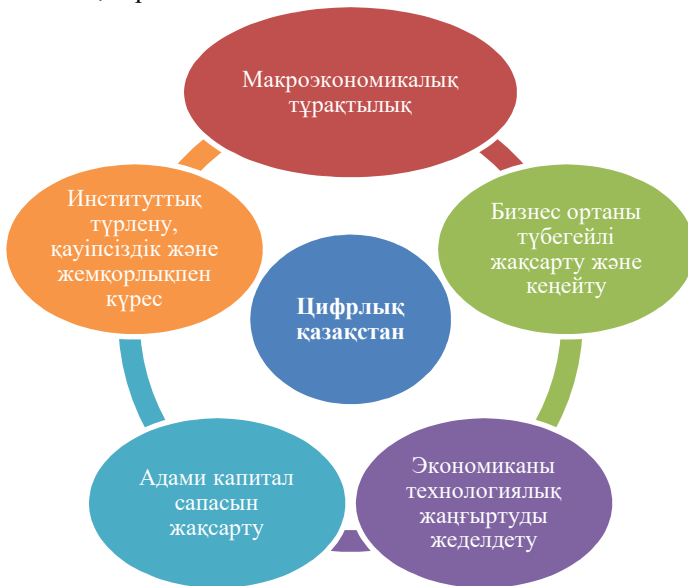 Макроэкономикалық
тұрақтылық
Бизнес ортаны
түбегейлі
жақсарту және
кеңейту
Экономиканы
технологиялық
жаңғыртуды
жеделдету
Адами капитал
сапасын
жақсарту
Институттық
түрлену,
қауіпсіздік және
жемқорлықпен
күрес
Цифрлық
қазақстан